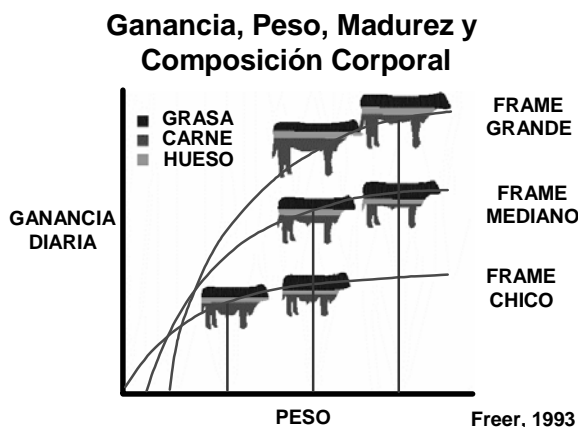 Ganancia, Peso, Madurez y
Composición Corporal
GRASA
CARNE
HUESO
FRAME
GRANDE
GANANCIA
DIARIA
FRAME
MEDIANO
FRAME
CHICO
PESO
Freer, 1993